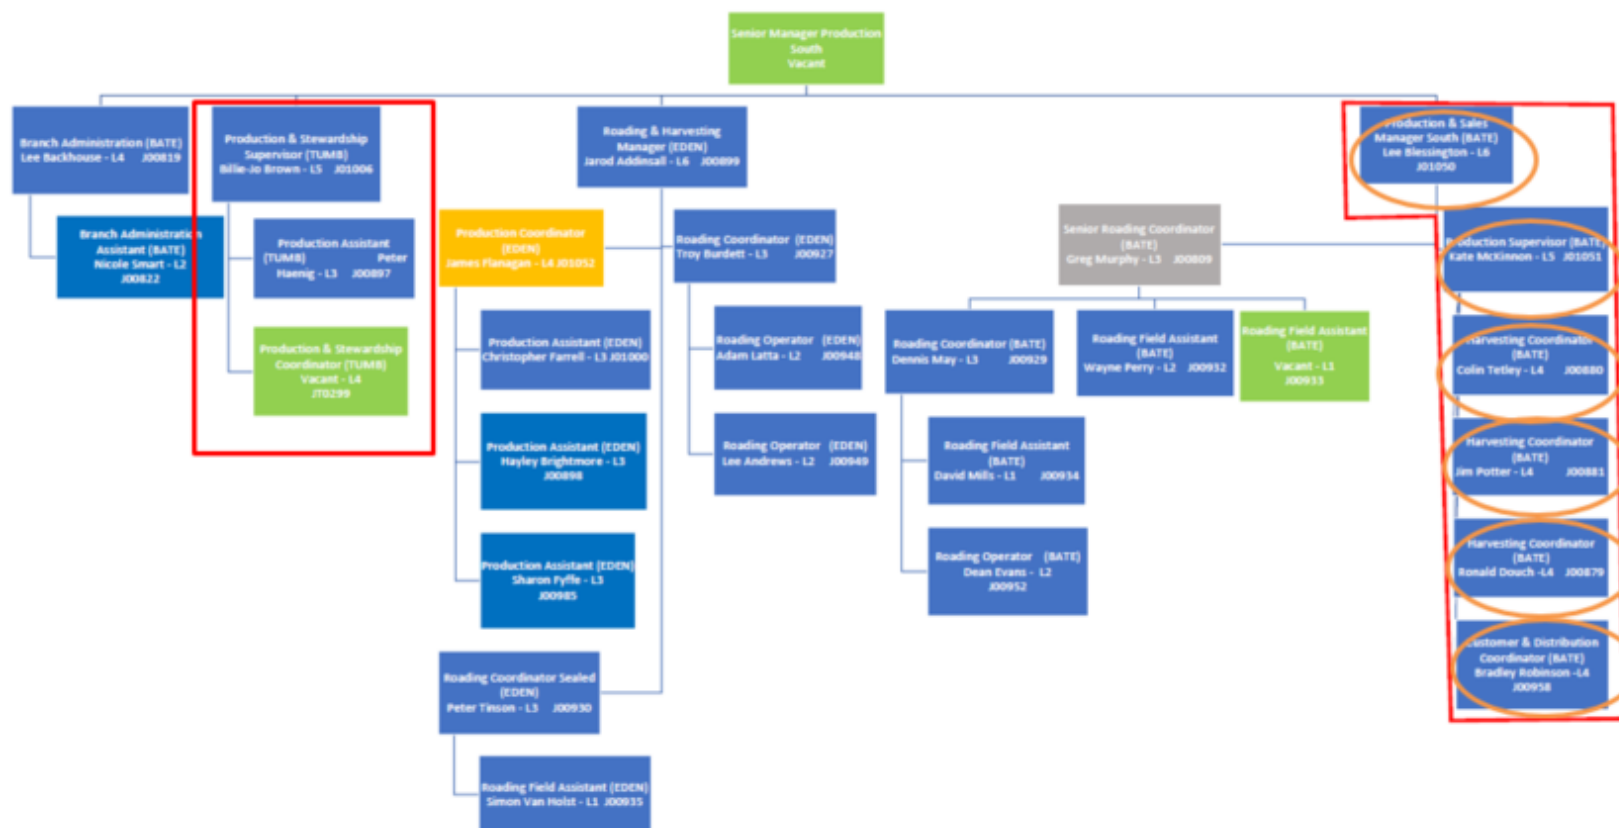 Senior Manager Production
South
Vacant
Branch Administration (BATE)
Lee Backhouse - L4 J00819
Branch Administration
Assistant (BATE)
Nicole Smart - L2
J00822
Production & Stewardship
Supervisor (TUMB)
Billie-Jo Brown - L5 J01006
Production Assistant
(TUMB) Peter
Haenig - L3 J00897
Production & Stewardship
Coordinator (TUMB)
Vacant - L4
JT0299
Roading & Harvesting
Manager (EDEN)
Jarod Addinsall - L6 J00899
Production Coordinator
(EDEN)
James Flanagan - L4 J01052
Production Assistant (EDEN)
Christopher Farrell - L3 J01000
Production Assistant (EDEN)
Hayley Brightmore - L3
J00898
Production Assistant (EDEN)
Sharon Fyffe - L3
J00985
Roading Coordinator (EDEN)
Troy Burdett - L3 J00927
Roading Operator (EDEN)
Adam Latta - L2 J00948
Roading Operator (EDEN)
Lee Andrews - L2 J00949
Roading Coordinator Sealed
(EDEN)
Peter Tinson - L3 J00930
Roading Field Assistant (EDEN)
Simon Van Holst - L1 J00935
Production & Sales
Manager South (BATE)
Lee Blessington - L6
J01050
Senior Roading Coordinator
(BATE)
Greg Murphy - L3 J00809
Roading Coordinator (BATE)
Dennis May - L3 J00929
Roading Field Assistant
(BATE)
David Mills - L1 J00934
Roading Operator (BATE)
Dean Evans - L2
J00952
Roading Field Assistant
(BATE)
Wayne Perry - L2 J00932
Roading Field Assistant
(BATE)
Vacant - L1
J00933
Production Supervisor (BATE)
Kate McKinnon - L5 J01051
Harvesting Coordinator
(BATE)
Colin Tetley - L4 J00880
Harvesting Coordinator
(BATE)
Jim Potter - L4 J00881
Harvesting Coordinator
(BATE)
Ronald Douch -L4 J00879
Customer & Distribution
Coordinator (BATE)
Bradley Robinson -L4
J00958